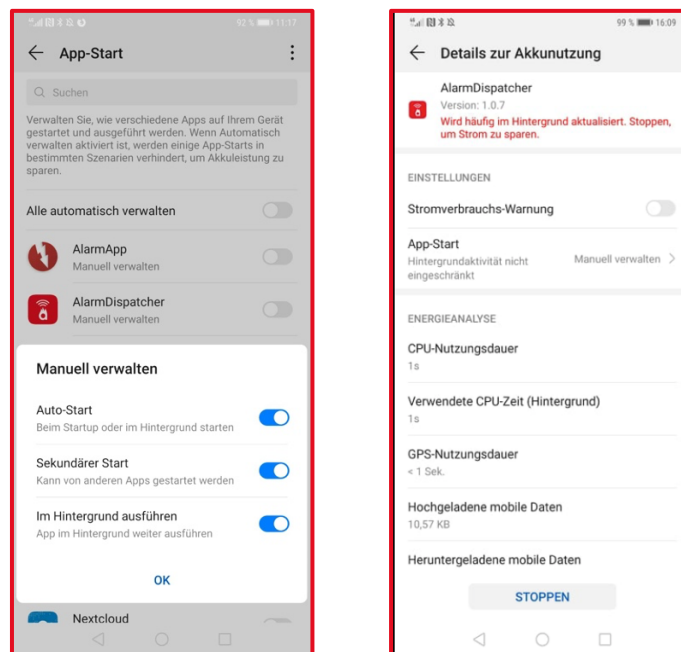 92 % 11:17
App-Start
Suchen
Verwalten Sie, wie verschiedene Apps auf Ihrem Gerät
gestartet und ausgeführt werden. Wenn Automatisch
verwalten aktiviert ist, werden einige App-Starts in
bestimmten Szenarien verhindert, um Akkuleistung zu
sparen.
Alle automatisch verwalten
AlarmApp
Manuell verwalten
AlarmDispatcher
Manuell verwalten
Manuell verwalten
Auto-Start
Beim Startup oder im Hintergrund starten
Sekundärer Start
Kann von anderen Apps gestartet werden
Im Hintergrund ausführen
App im Hintergrund weiter ausführen
OK
Nextcloud
99 % 16:09
Details zur Akkunutzung
AlarmDispatcher
Version: 1.0.7
Wird häufig im Hintergrund aktualisiert. Stoppen,
um Strom zu sparen.
EINSTELLUNGEN
Stromverbrauchs-Warnung
App-Start
Hintergrundaktivität nicht
eingeschränkt
Manuell verwalten
ENERGIEANALYSE
CPU-Nutzungsdauer
1s
Verwendete CPU-Zeit (Hintergrund)
1s
GPS-Nutzungsdauer
< 1 Sek.
Hochgeladene mobile Daten
10,57 KB
Heruntergeladene mobile Daten
STOPPEN